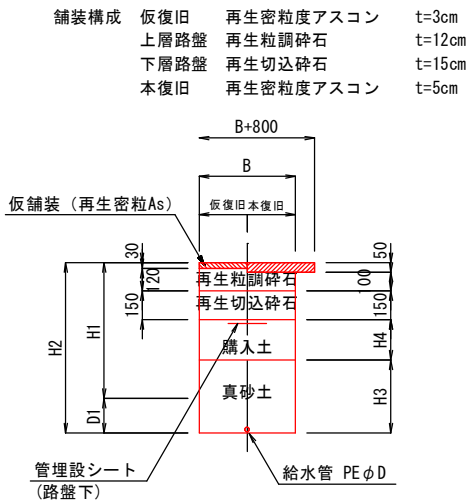 舗装構成 仮復旧 再生密粒度アスコン t=3cm
上層路盤 再生粒調砕石 t=12cm
下層路盤 再生切込砕石 t=15cm
本復旧 再生密粒度アスコン t=5cm
B+800
B
仮復旧 本復旧
仮舗装(再生密粒As)
30
120
150
50
100
150
再生粒調砕石
再生切込砕石
購入土
真砂土
H2
H1
D1
H4
H3
管埋設シート
(路盤下)
給水管 PEφD